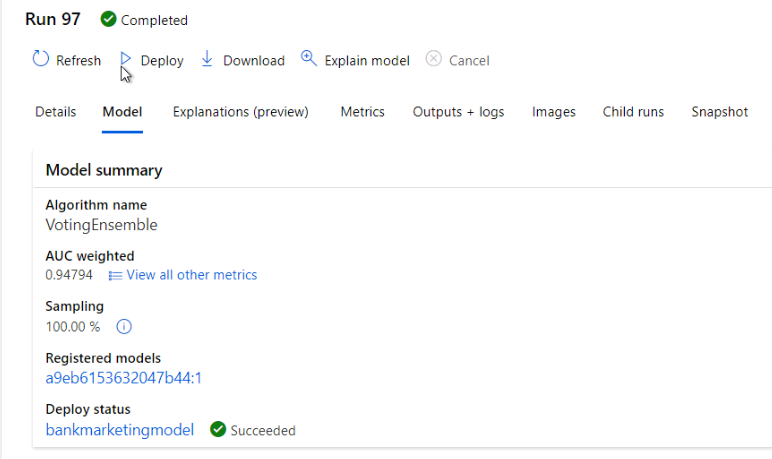 Run 97 Completed
Refresh Deploy Download Explain model Cancel
Details Model Explanations (preview) Metrics Outputs + logs Images Child runs Snapshot
Model summary
Algorithm name
VotingEnsemble
AUC weighted
0.94794 View all other metrics
Sampling
100.00 %
Registered models
a9eb6153632047b44:1
Deploy status
bankmarketingmodel Succeeded